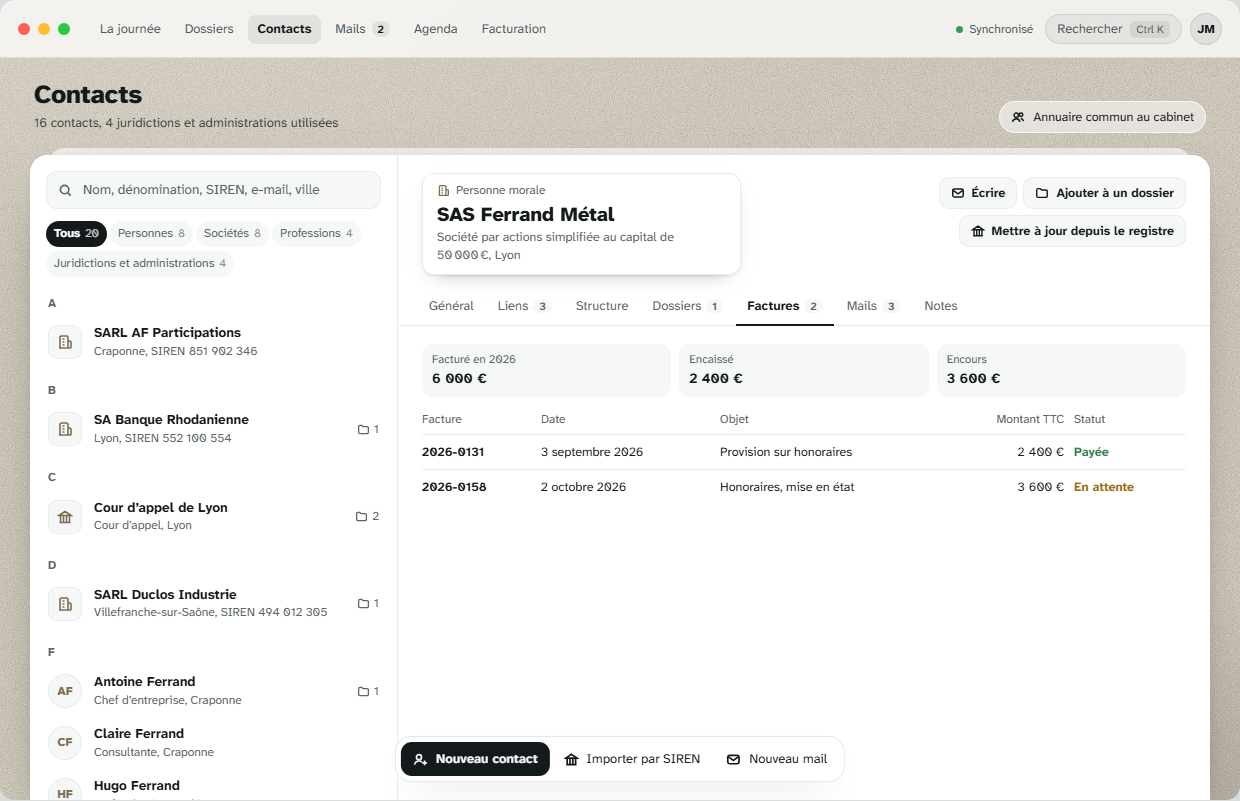 La journée
Dossiers
Contacts
Mails 2
Agenda
Facturation
Synchronisé
Rechercher Ctrl K
JM
Contacts
16 contacts, 4 juridictions et administrations utilisées
Annuaire commun au cabinet
Nom, dénomination, SIREN, e-mail, ville
Tous 20
Personnes 8
Sociétés 8
Professions 4
Juridictions et administrations 4
A
SARL AF Participations
Craponne, SIREN 851 902 346
B
SA Banque Rhodanienne
Lyon, SIREN 552 100 554
1
C
Cour d’appel de Lyon
Cour d’appel, Lyon
2
D
SARL Duclos Industrie
Villefranche-sur-Saône, SIREN 494 012 305
1
F
AF
Antoine Ferrand
Chef d’entreprise, Craponne
1
CF
Claire Ferrand
Consultante, Craponne
HF
Hugo Ferrand
Personne morale
SAS Ferrand Métal
Société par actions simplifiée au capital de
50 000 €, Lyon
Écrire
Ajouter à un dossier
Mettre à jour depuis le registre
Général
Liens 3
Structure
Dossiers 1
Factures 2
Mails 3
Notes
Facturé en 2026
6 000 €
Encaissé
2 400 €
Encours
3 600 €
Facture Date Objet Montant TTC Statut
2026-0131 3 septembre 2026 Provision sur honoraires 2 400 € Payée
2026-0158 2 octobre 2026 Honoraires, mise en état 3 600 € En attente
Nouveau contact
Importer par SIREN
Nouveau mail